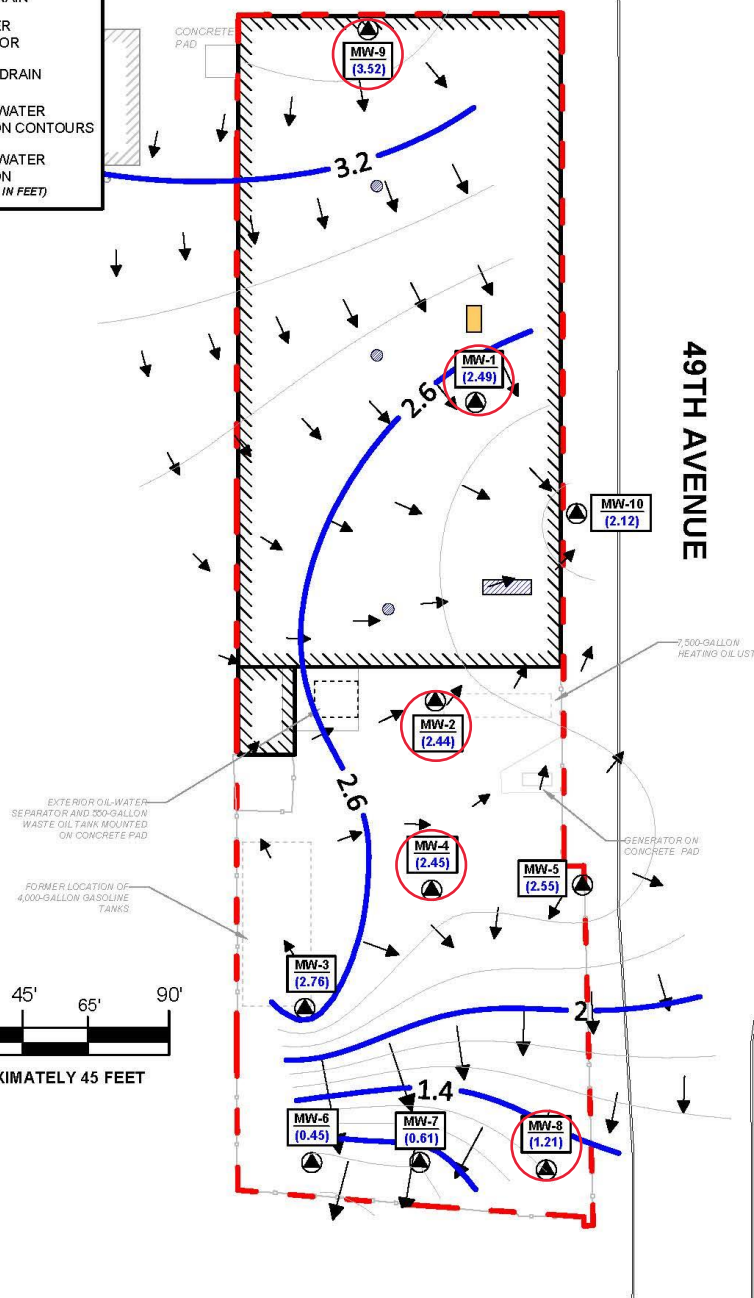 ER
OR
DRAIN
WATER
ON CONTOURS
WATER
ON
IN FEET)
CONCRETE
PAD
MW-9
(3.52)
3.2
MW-1
(2.49)
2.6
49TH AVENUE
MW-10
(2.12)
7,500-GALLON
HEATING OIL UST
MW-2
(2.44)
2.6
EXTERIOR OIL-WATER
SEPARATOR AND 550-GALLON
WASTE OIL TANK MOUNTED
ON CONCRETE PAD
MW-4
(2.45)
GENERATOR ON
CONCRETE PAD
MW-5
(2.55)
FORMER LOCATION OF
4,000-GALLON GASOLINE
TANKS
MW-3
(2.76)
45' 65' 90'
2
XIMATELY 45 FEET
1.4
MW-6
(0.45)
MW-7
(0.61)
MW-8
(1.21)